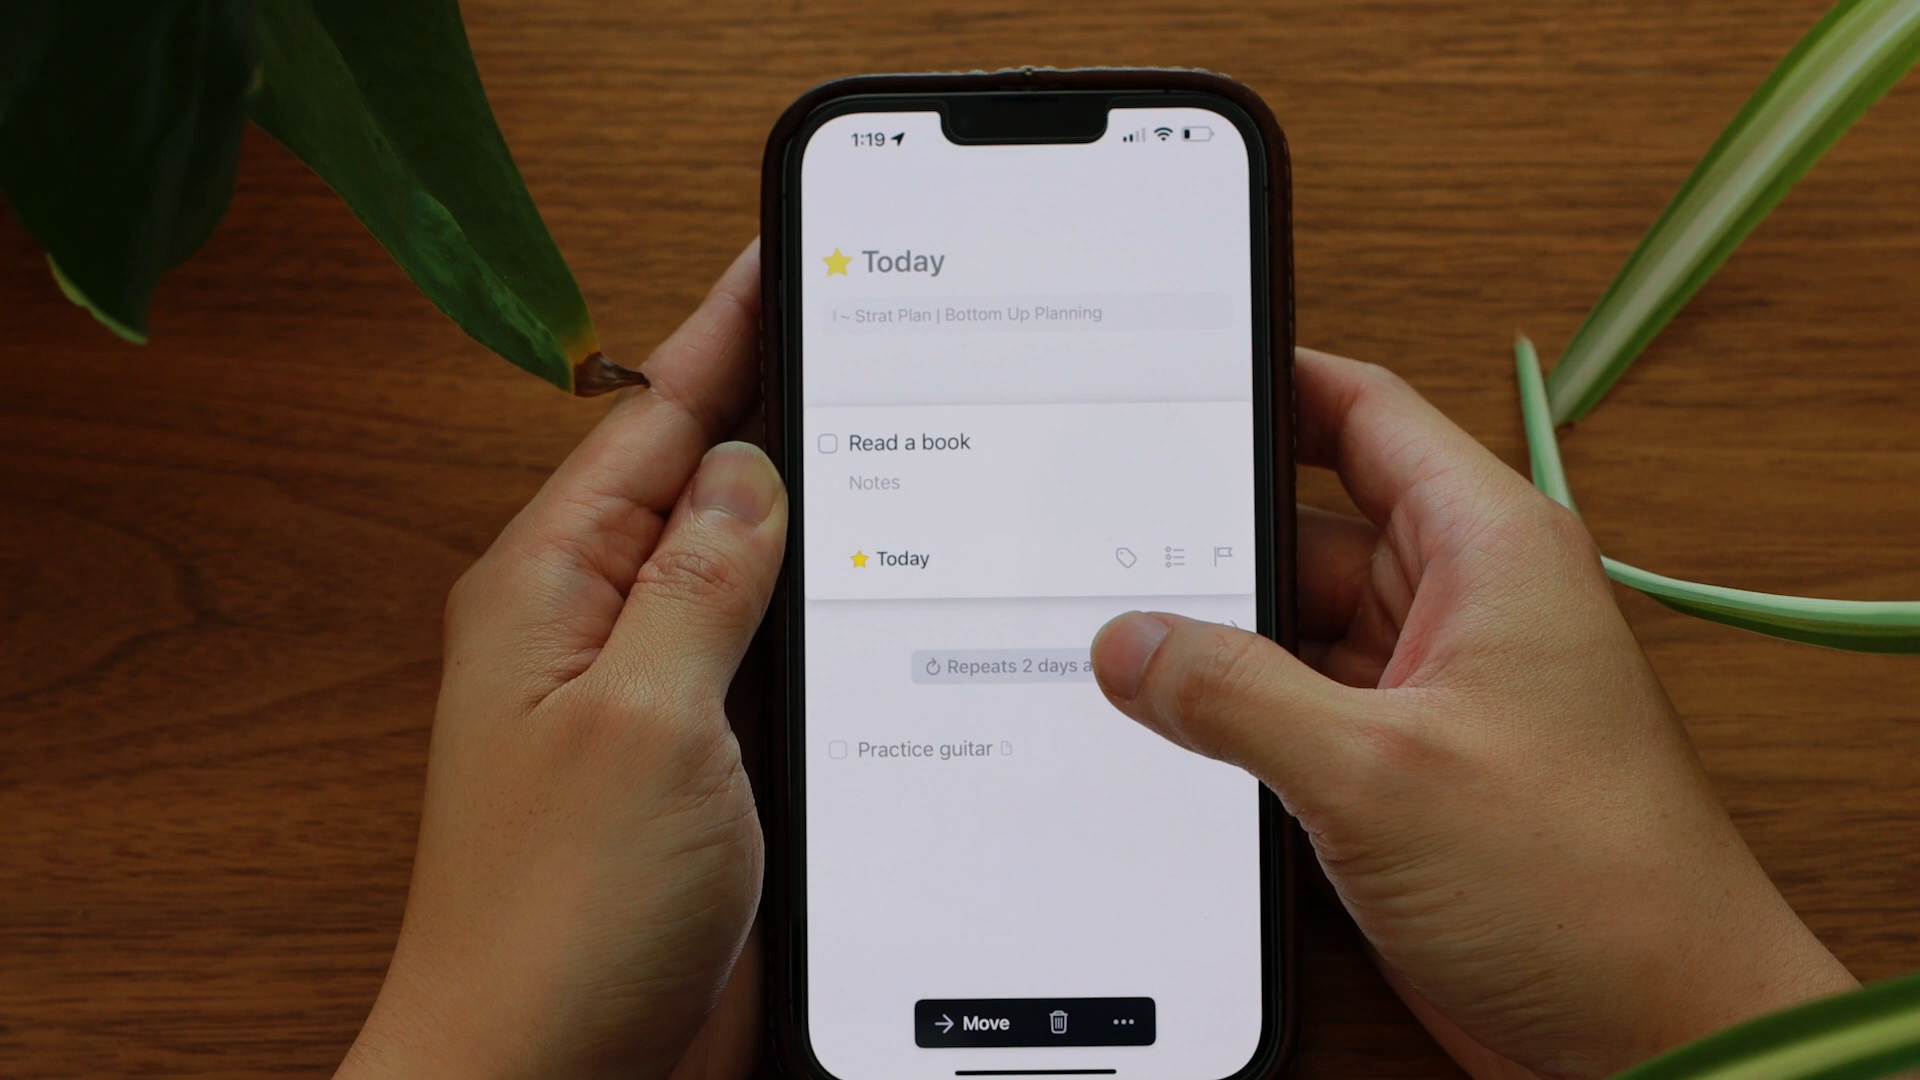 1:19
Today
~ Strat Plan | Bottom Up Planning
Read a book
Notes
Today
Repeats 2 days
Practice guitar
Move